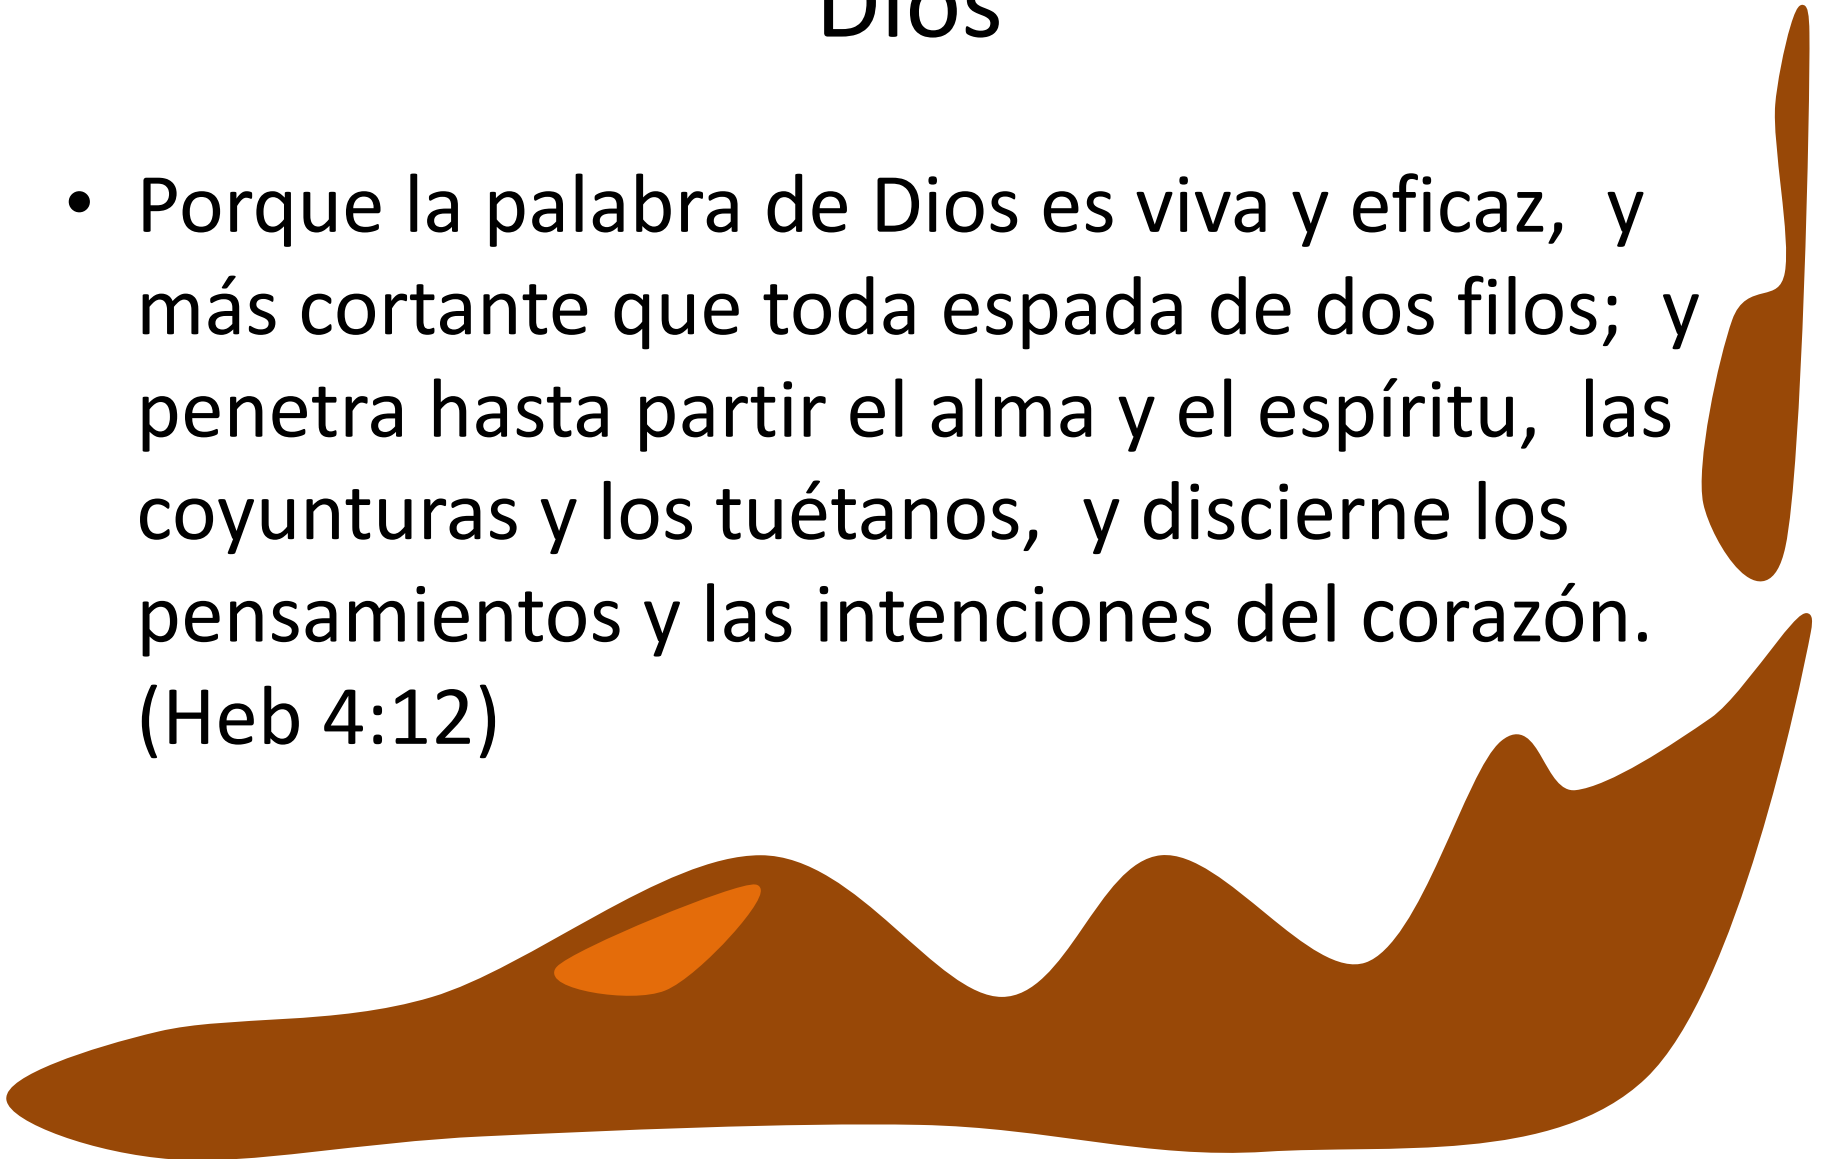 Dios
• Porque la palabra de Dios es viva y eficaz,  y
más cortante que toda espada de dos filos;  y
penetra hasta partir el alma y el espíritu,  las
coyunturas y los tuétanos,  y discierne los
pensamientos y las intenciones del corazón.
(Heb 4:12)